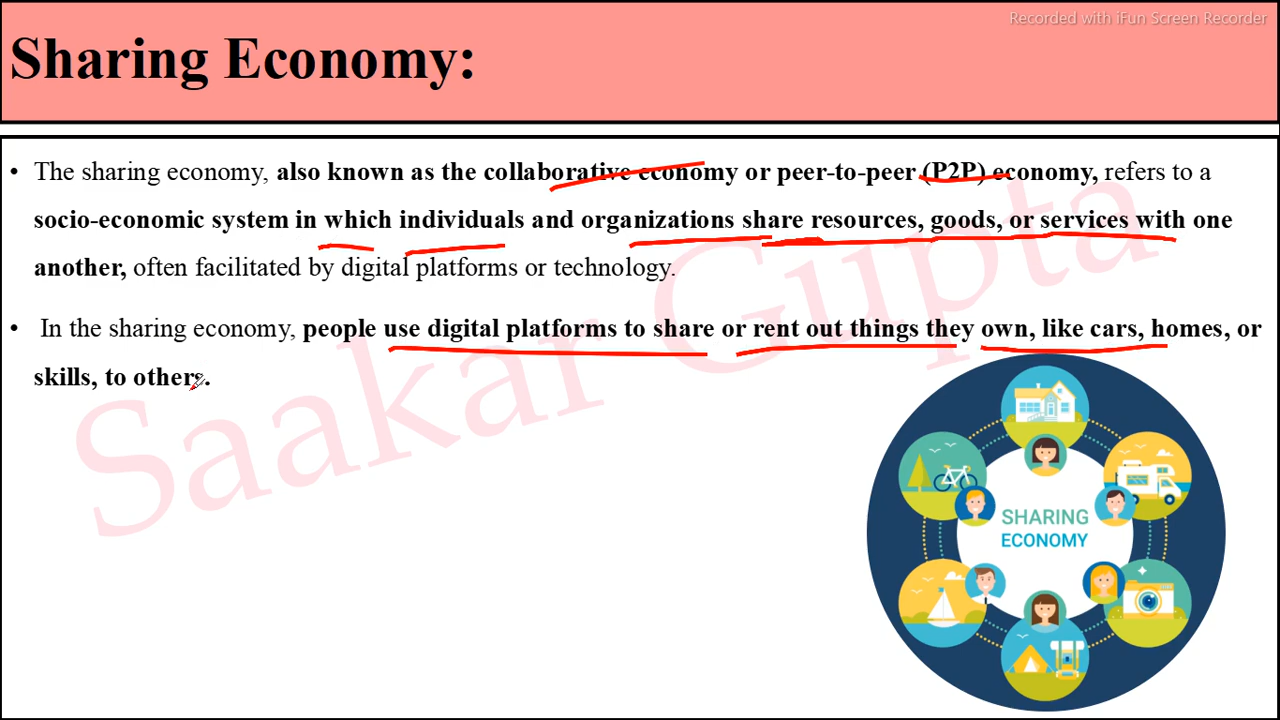 Recorded with iFun Screen Recorder
Sharing Economy:
• The sharing economy, also known as the collaborative economy or peer-to-peer (P2P) economy, refers to a
socio-economic system in which individuals and organizations share resources, goods, or services with one
another, often facilitated by digital platforms or technology.
• In the sharing economy, people use digital platforms to share or rent out things they own, like cars, homes, or
skills, to others.
Saakar Gupta
SHARING
ECONOMY